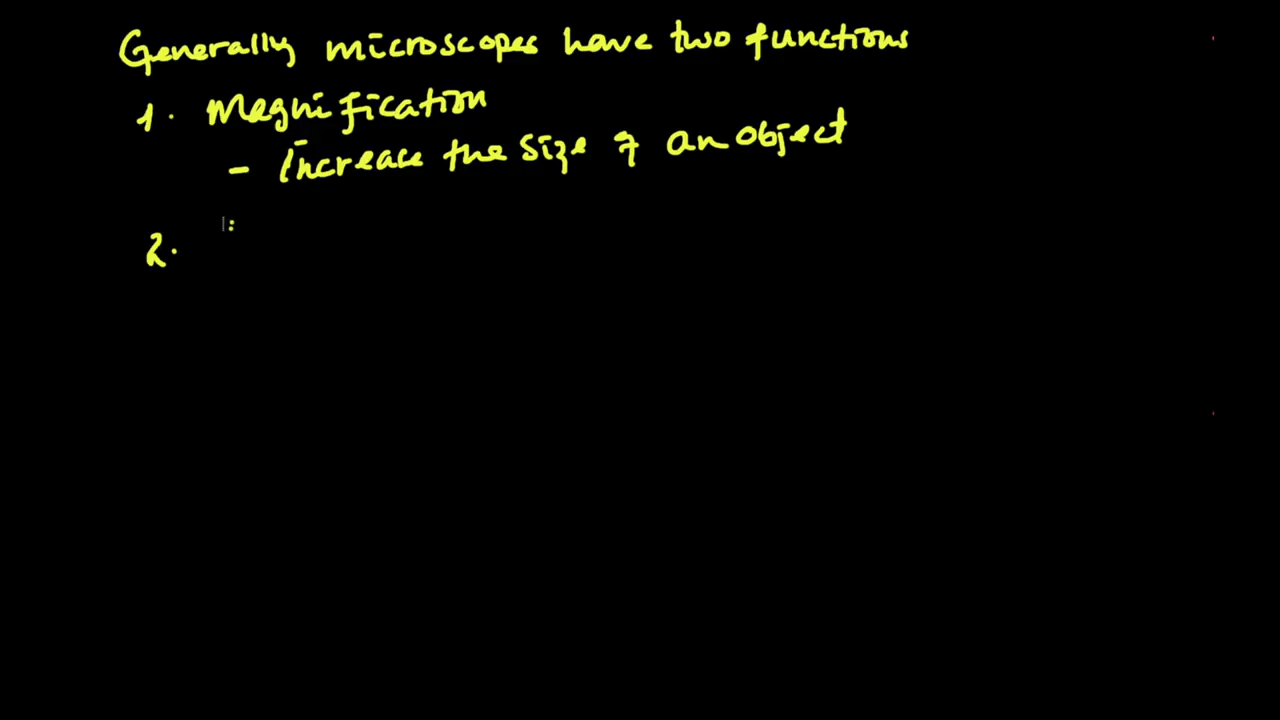 Generally microscopes have two functions
1. Magnification
- Increase the size of an object
2.